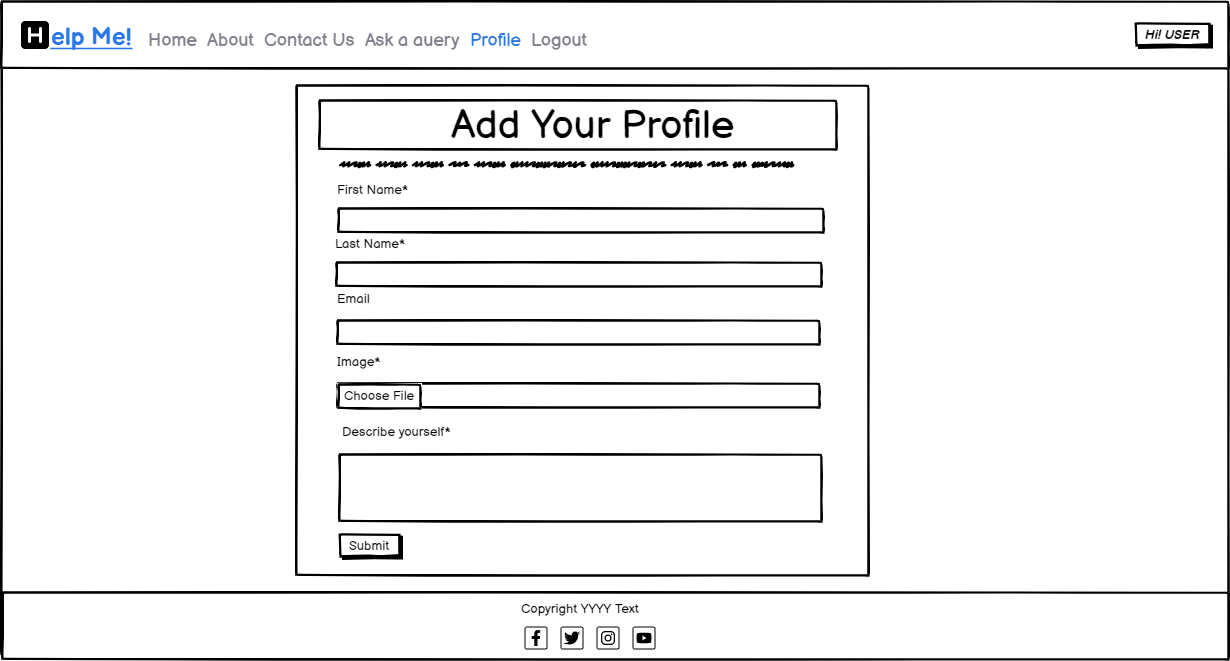 Help Me! Home About Contact Us Ask a auery Profile Logout Hi! USER
Add Your Profile
First Name*
Last Name*
Email
Image*
Choose File
Describe yourself*
Submit
Copyright YYYY Text